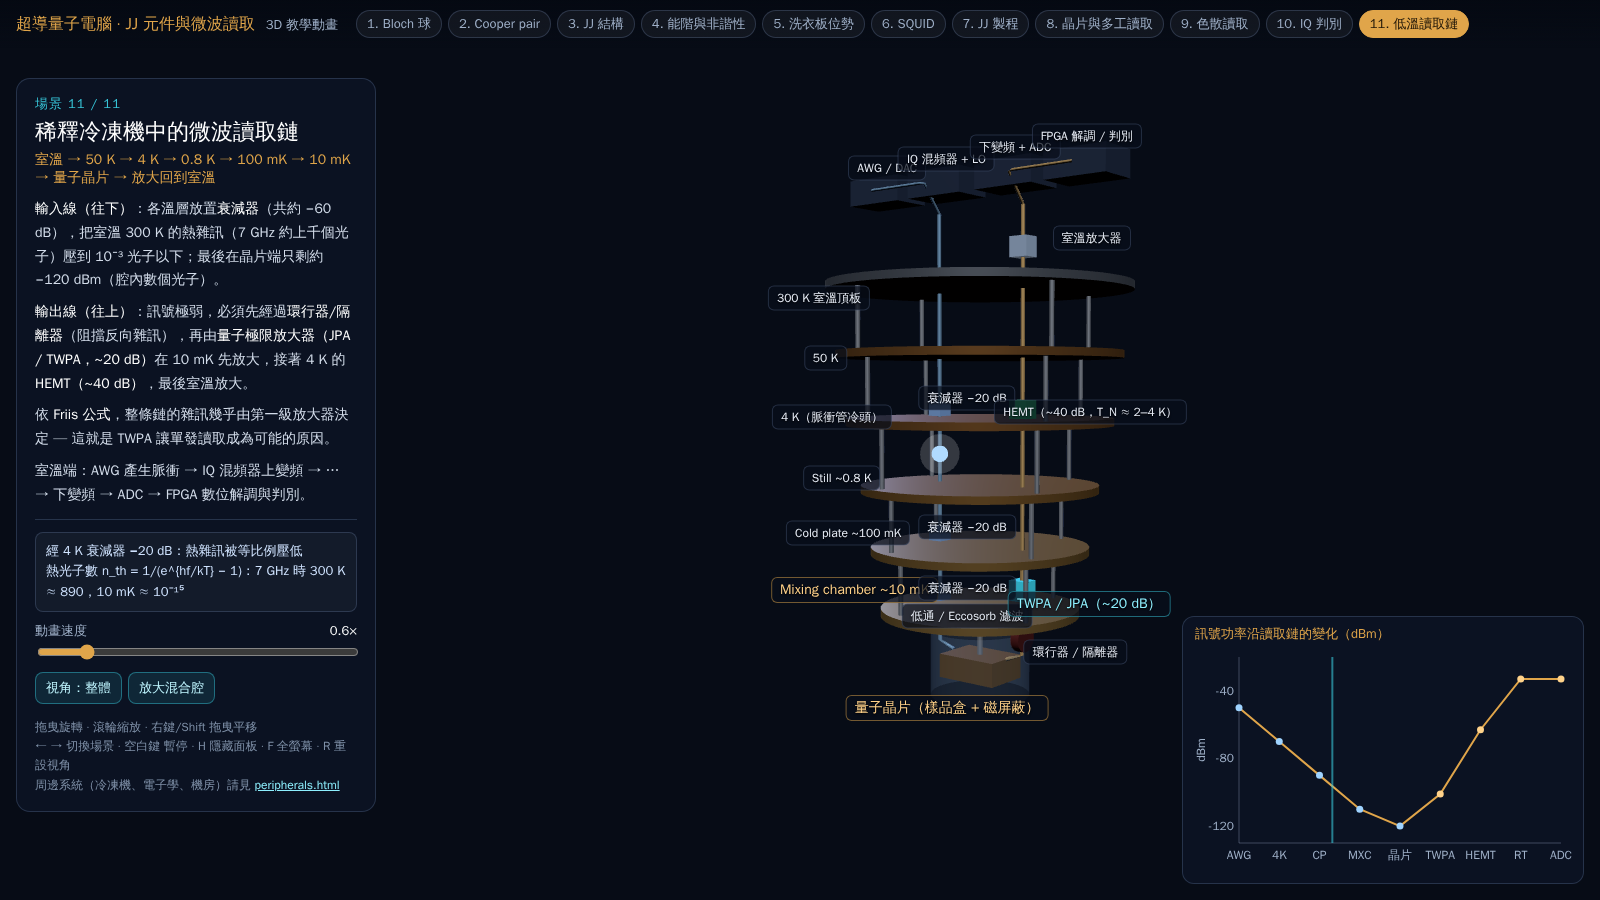 超導量子電腦 · JJ 元件與微波讀取 3D 教學動畫
1. Bloch 球
2. Cooper pair
3. JJ 結構
4. 能階與非諧性
5. 洗衣板位勢
6. SQUID
7. JJ 製程
8. 晶片與多工讀取
9. 色散讀取
10. IQ 判別
11. 低溫讀取鏈
場景 11 / 11
稀釋冷凍機中的微波讀取鏈
室溫 → 50 K → 4 K → 0.8 K → 100 mK → 10 mK
→ 量子晶片 → 放大回到室溫
輸入線（往下）：各溫層放置衰減器（共約 −60
dB），把室溫 300 K 的熱雜訊（7 GHz 約上千個光
子）壓到 10⁻³ 光子以下；最後在晶片端只剩約
−120 dBm（腔內數個光子）。
輸出線（往上）：訊號極弱，必須先經過環行器/隔
離器（阻擋反向雜訊），再由量子極限放大器（JPA
/ TWPA，~20 dB）在 10 mK 先放大，接著 4 K 的
HEMT（~40 dB），最後室溫放大。
依 Friis 公式，整條鏈的雜訊幾乎由第一級放大器決
定 — 這就是 TWPA 讓單發讀取成為可能的原因。
室溫端：AWG 產生脈衝 → IQ 混頻器上變頻 → ⋯
→ 下變頻 → ADC → FPGA 數位解調與判別。
經 4 K 衰減器 −20 dB：熱雜訊被等比例壓低
熱光子數 n_th = 1/(e^{hf/kT} − 1)：7 GHz 時 300 K
≈ 890，10 mK ≈ 10⁻¹⁵
動畫速度 0.6×
視角：整體
放大混合腔
拖曳旋轉 · 滾輪縮放 · 右鍵/Shift 拖曳平移
← → 切換場景 · 空白鍵 暫停 · H 隱藏面板 · F 全螢幕 · R 重
設視角
周邊系統（冷凍機、電子學、機房）請見 peripherals.html
FPGA 解調 / 判別
下變頻 + ADC
IQ 混頻器 + LO
AWG / DAC
室溫放大器
300 K 室溫頂板
50 K
衰減器 −20 dB
HEMT（~40 dB，T_N ≈ 2–4 K）
4 K（脈衝管冷頭）
Still ~0.8 K
衰減器 −20 dB
Cold plate ~100 mK
Mixing chamber ~10 mK
衰減器 −20 dB
TWPA / JPA（~20 dB）
低通 / Eccosorb 濾波
環行器 / 隔離器
量子晶片（樣品盒 + 磁屏蔽）
訊號功率沿讀取鏈的變化（dBm）
-40
-80
-120
dBm
AWG 4K CP MXC 晶片 TWPA HEMT RT ADC